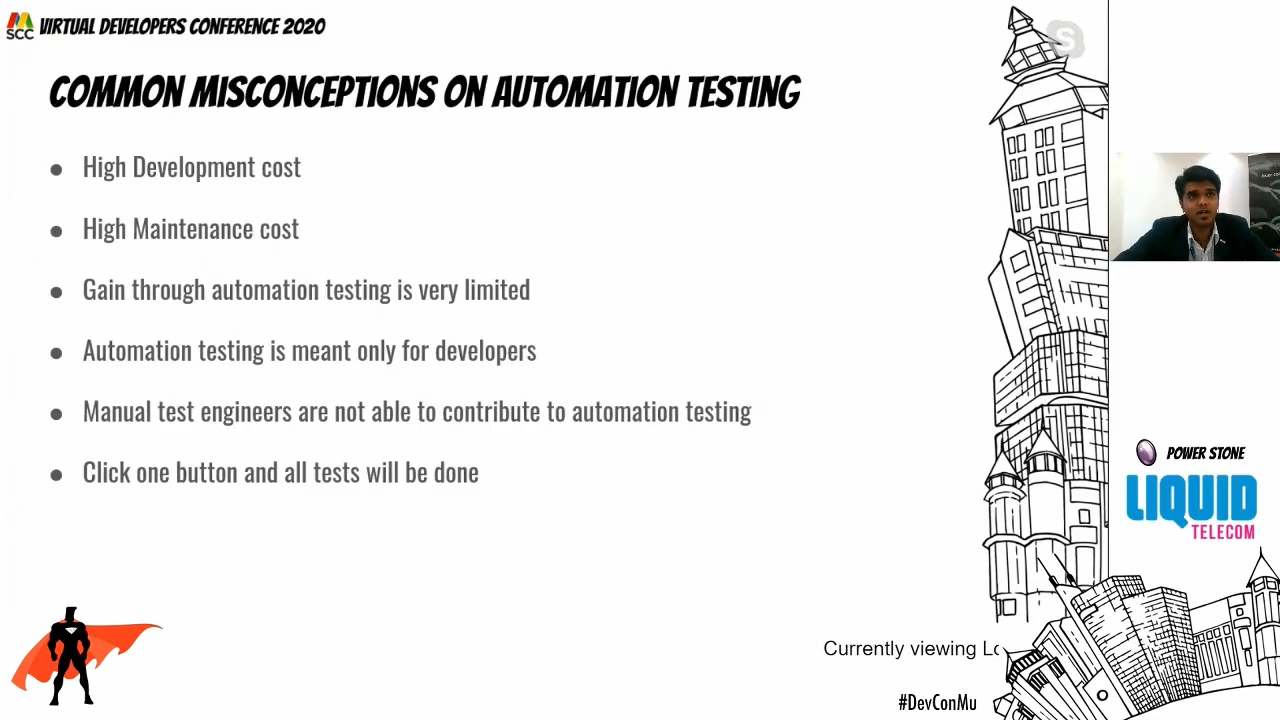 SCC
VIRTUAL DEVELOPERS CONFERENCE 2020
COMMON MISCONCEPTIONS ON AUTOMATION TESTING
● High Development cost
● High Maintenance cost
● Gain through automation testing is very limited
● Automation testing is meant only for developers
● Manual test engineers are not able to contribute to automation testing
● Click one button and all tests will be done
S
POWER STONE
LIQUID
TELECOM
Currently viewing
#DevConMu